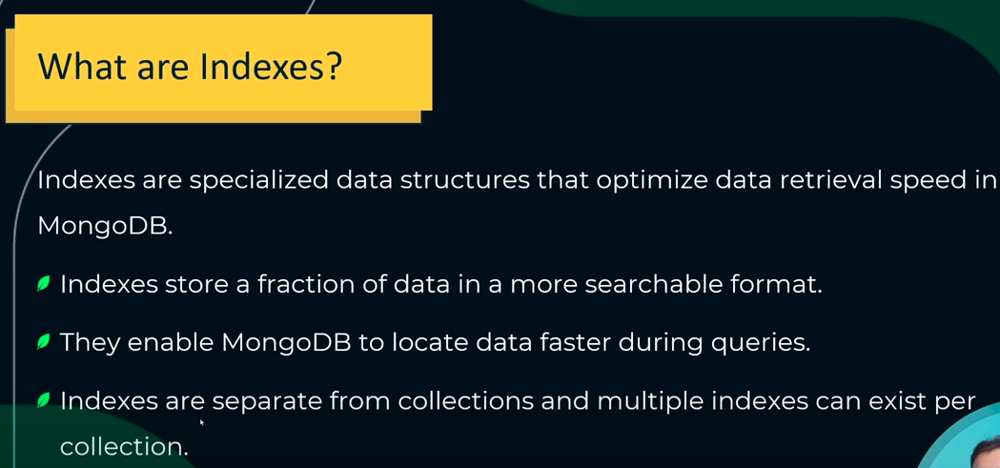 What are Indexes?
Indexes are specialized data structures that optimize data retrieval speed in
MongoDB.
Indexes store a fraction of data in a more searchable format.
They enable MongoDB to locate data faster during queries.
Indexes are separate from collections and multiple indexes can exist per
collection.